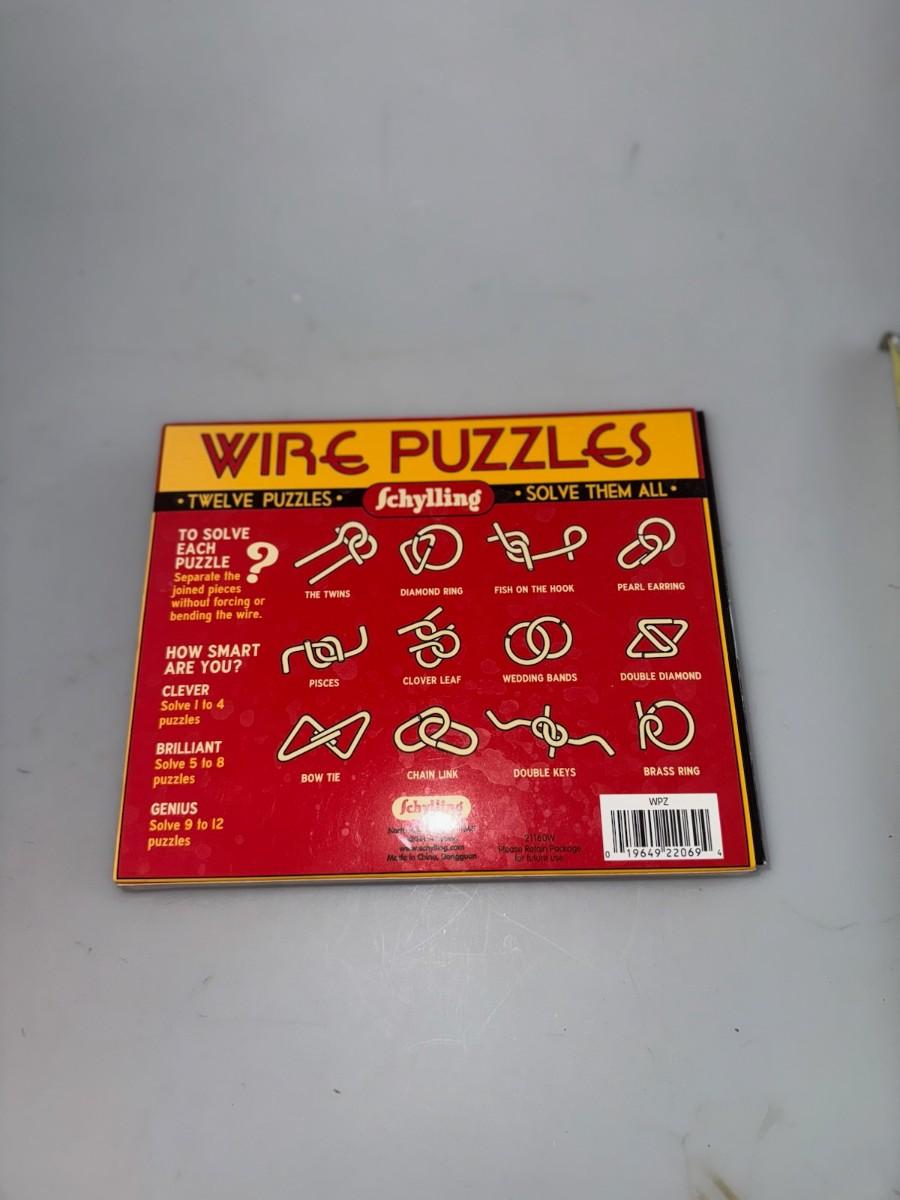 WIRE PUZZLES
• TWELVE PUZZLES •
Schylling
• SOLVE THEM ALL •
TO SOLVE
EACH
PUZZLE
?
Separate the
joined pieces
without forcing or
bending the wire.
HOW SMART
ARE YOU?
CLEVER
Solve 1 to 4
puzzles
BRILLIANT
Solve 5 to 8
puzzles
GENIUS
Solve 9 to 12
puzzles
THE TWINS
DIAMOND RING
FISH ON THE HOOK
PEARL EARRING
PISCES
CLOVER LEAF
WEDDING BANDS
DOUBLE DIAMOND
BOW TIE
CHAIN LINK
DOUBLE KEYS
BRASS RING
Schylling
www.schylling.com
Made in China, Dongguan
21160W
Please Retain Package
for future use
WPZ
0 19649 22069 4